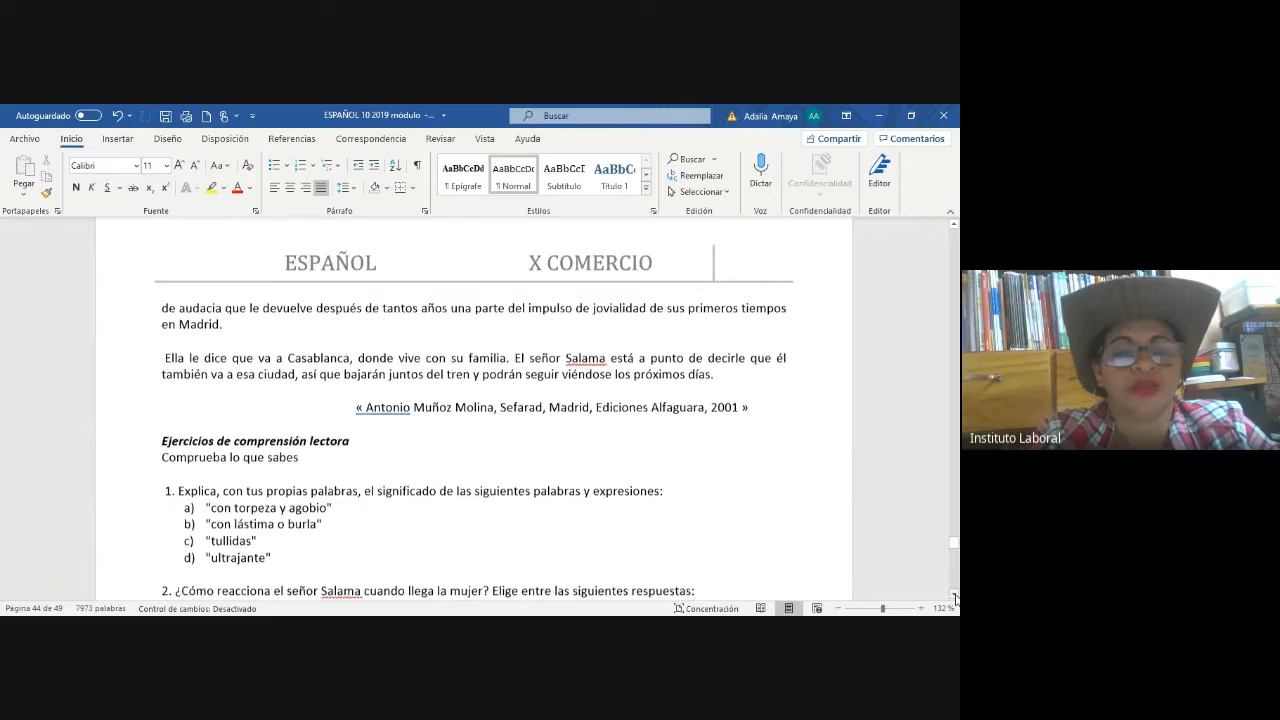 Autoguardado
ESPAÑOL 10 2019 módulo -...
Buscar
Adalia Amaya
AA
Archivo Inicio Insertar Diseño Disposición Referencias Correspondencia Revisar Vista Ayuda
Compartir
Comentarios
Pegar
Calibri
11
N K S
AaBbCcDd AaBbCcDc AaBbCcI AaBbC
¶ Epígrafe ¶ Normal Subtítulo Título 1
Buscar
Reemplazar
Seleccionar
Dictar
Confidencialidad
Editor
Portapapeles Fuente Párrafo Estilos Edición Voz Confidencialidad Editor
ESPAÑOL X COMERCIO
de audacia que le devuelve después de tantos años una parte del impulso de jovialidad de sus primeros tiempos
en Madrid.
Ella le dice que va a Casablanca, donde vive con su familia. El señor Salama está a punto de decirle que él
también va a esa ciudad, así que bajarán juntos del tren y podrán seguir viéndose los próximos días.
« Antonio Muñoz Molina, Sefarad, Madrid, Ediciones Alfaguara, 2001 »
Ejercicios de comprensión lectora
Comprueba lo que sabes
1. Explica, con tus propias palabras, el significado de las siguientes palabras y expresiones:
a) "con torpeza y agobio"
b) "con lástima o burla"
c) "tullidas"
d) "ultrajante"
2. ¿Cómo reacciona el señor Salama cuando llega la mujer? Elige entre las siguientes respuestas:
Página 44 de 49 7973 palabras Control de cambios: Desactivado
Concentración
132 %
Instituto Laboral